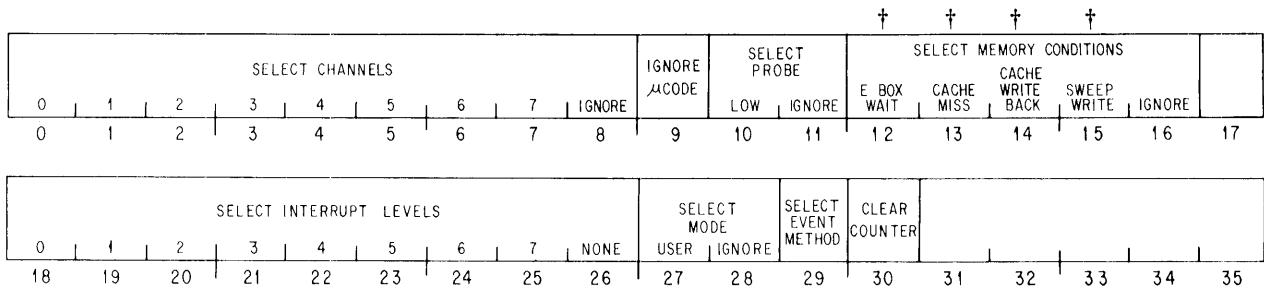 † † † †
SELECT CHANNELS
IGNORE
μCODE
SELECT
PROBE
SELECT MEMORY CONDITIONS
0 1 2 3 4 5 6 7 IGNORE
LOW IGNORE
E BOX
WAIT
CACHE
MISS
CACHE
WRITE
BACK
SWEEP
WRITE
IGNORE
0 1 2 3 4 5 6 7 8 9 10 11 12 13 14 15 16 17
SELECT INTERRUPT LEVELS
SELECT
MODE
SELECT
EVENT
METHOD
CLEAR
COUNTER
0 1 2 3 4 5 6 7 NONE
USER IGNORE
18 19 20 21 22 23 24 25 26 27 28 29 30 31 32 33 34 35